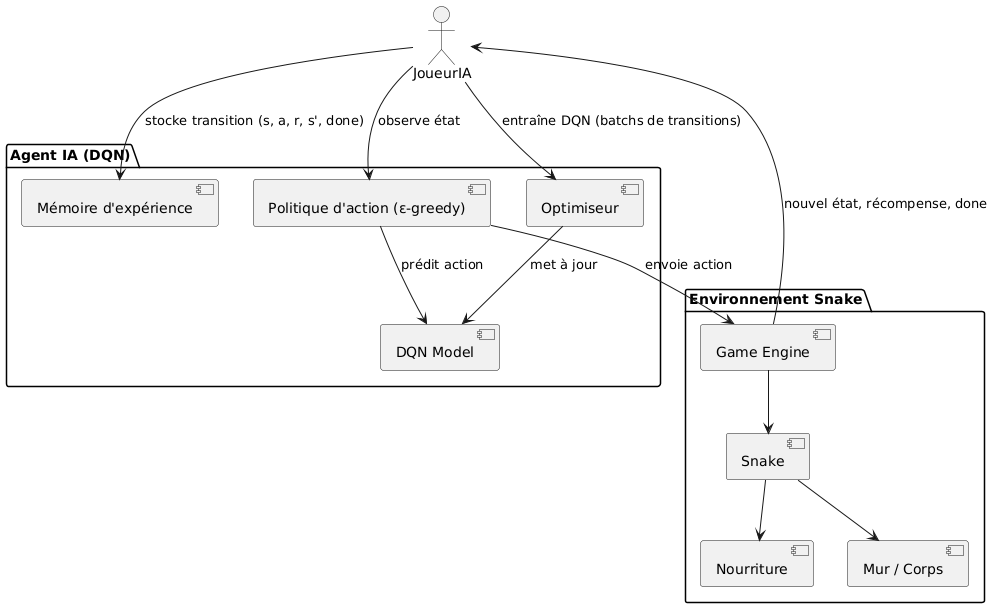 JoueurIA
stocke transition (s, a, r, s', done)
observe état
entraîne DQN (batchs de transitions)
Agent IA (DQN)
Mémoire d'expérience
Politique d'action (ε-greedy)
Optimiseur
nouvel état, récompense, done
prédit action
met à jour
envoie action
Environnement Snake
DQN Model
Game Engine
Snake
Nourriture
Mur / Corps